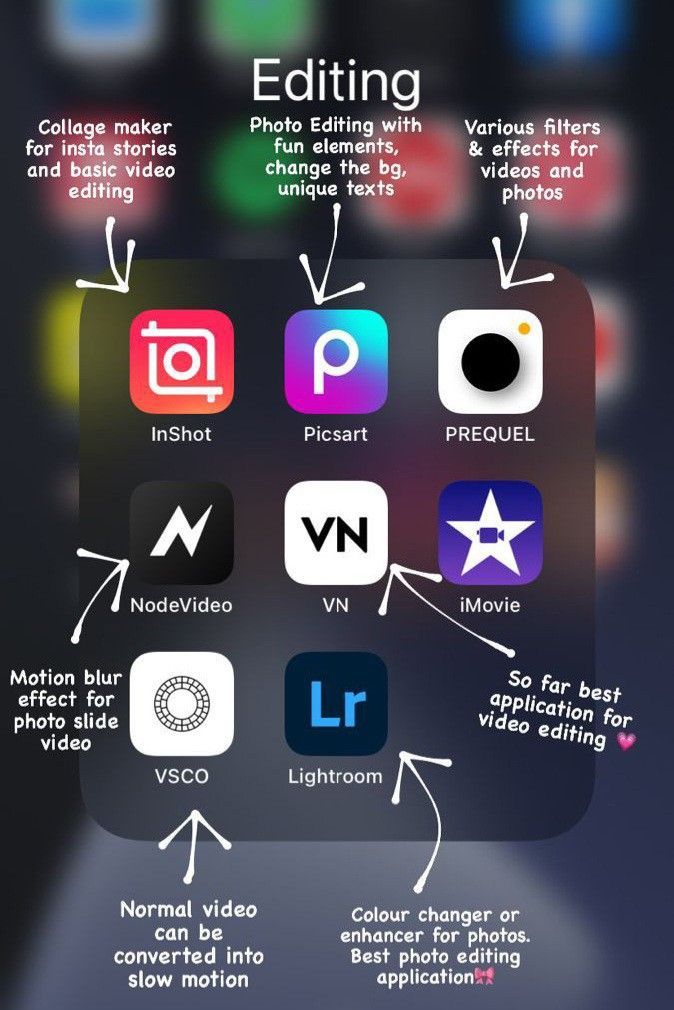 Editing
Collage maker
for insta stories
and basic video
editing
Photo Editing with
fun elements,
change the bg,
unique texts
Various filters
& effects for
videos and
photos
InShot
Picsart
PREQUEL
VN
NodeVideo
VN
iMovie
Motion blur
effect for
photo slide
video
So far best
application for
video editing 💗
Lr
VSCO
Lightroom
Normal video
can be
converted into
slow motion
Colour changer or
enhancer for photos.
Best photo editing
application🎀